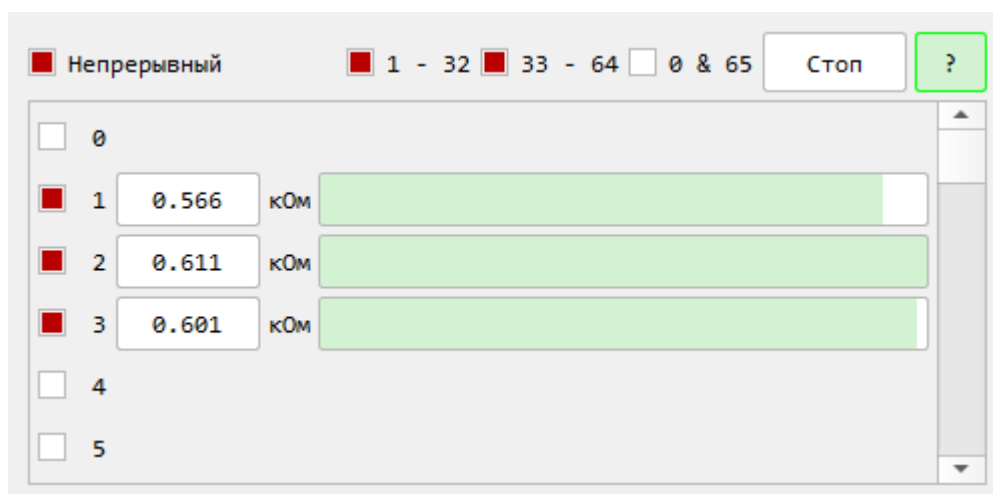 Непрерывный 1 - 32 33 - 64 0 & 65 Стоп ?
0
1 0.566 кОм
2 0.611 кОм
3 0.601 кОм
4
5